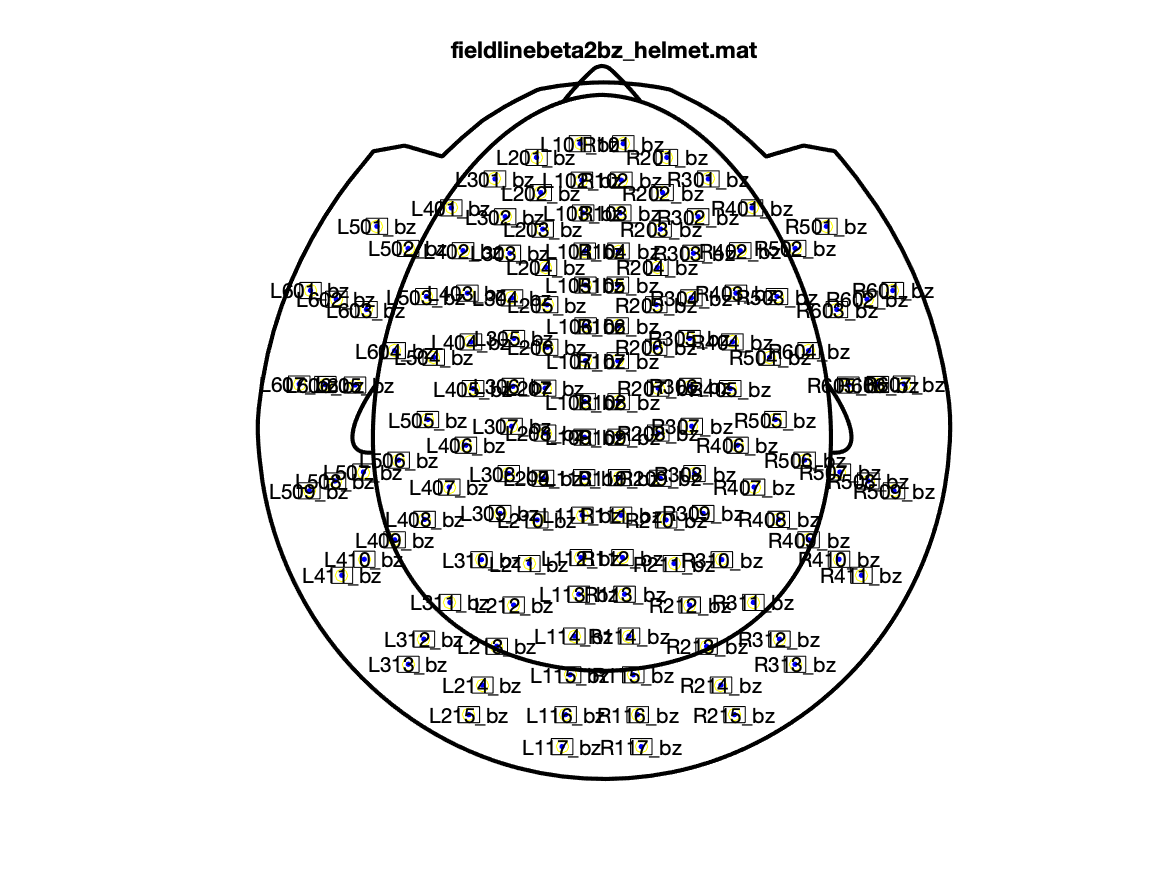 fieldlinebeta2bz_helmet.mat
L101_bz R101_bz
L201_bz R201_bz
L301_bz L102_bz R102_bz R301_bz
L202_bz R202_bz
L401_bz L302_bz L103_bz R103_bz R302_bz R401_bz
L501_bz L203_bz R203_bz R501_bz
L502_bz L402_bz L303_bz L104_bz R104_bz R303_bz R402_bz R502_bz
L204_bz R204_bz
L601_bz L602_bz L503_bz L403_bz L304_bz L105_bz R105_bz R304_bz R403_bz R503_bz R602_bz R601_bz
L603_bz L205_bz R205_bz R603_bz
L106_bz R106_bz
L604_bz L504_bz L404_bz L305_bz L206_bz R206_bz R305_bz R404_bz R504_bz R604_bz
L107_bz R107_bz
L607_bz L606_bz L605_bz L405_bz L306_bz L207_bz R207_bz R306_bz R405_bz R605_bz R606_bz R607_bz
L108_bz R108_bz
L505_bz L307_bz L208_bz R208_bz R307_bz R505_bz
L406_bz L109_bz R109_bz R406_bz
L506_bz R506_bz
L507_bz L308_bz L209_bz L110_bz R110_bz R209_bz R308_bz R507_bz
L509_bz L508_bz L407_bz R407_bz R508_bz R509_bz
L408_bz L309_bz L210_bz L111_bz R111_bz R210_bz R309_bz R408_bz
L409_bz R409_bz
L410_bz L310_bz L211_bz L112_bz R112_bz R211_bz R310_bz R410_bz
L411_bz R411_bz
L311_bz L212_bz L113_bz R113_bz R212_bz R311_bz
L312_bz L213_bz L114_bz R114_bz R213_bz R312_bz
L313_bz L115_bz R115_bz R313_bz
L214_bz R214_bz
L215_bz L116_bz R116_bz R215_bz
L117_bz R117_bz